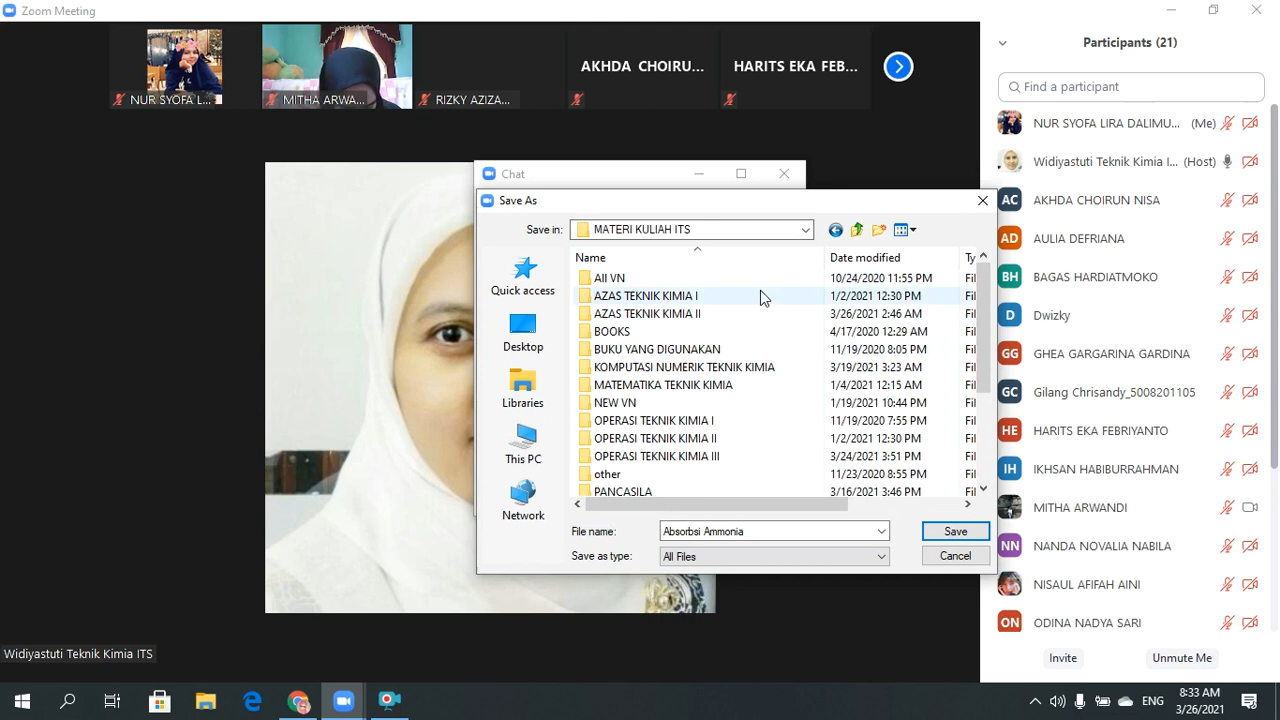 Zoom Meeting
NUR SYOFA L...
MITHA ARWA...
RIZKY AZIZA...
AKHDA CHOIRUN...
HARITS EKA FEB...
Participants (21)
Find a participant
NUR SYOFA LIRA DALIMU... (Me)
Widiyastuti Teknik Kimia I... (Host)
AC AKHDA CHOIRUN NISA
AD AULIA DEFRIANA
BH BAGAS HARDIATMOKO
D Dwizky
GG GHEA GARGARINA GARDINA
GC Gilang Chrisandy_5008201105
HE HARITS EKA FEBRIYANTO
IH IKHSAN HABIBURRAHMAN
MITHA ARWANDI
NN NANDA NOVALIA NABILA
NISAUL AFIFAH AINI
ON ODINA NADYA SARI
Invite
Unmute Me
Chat
Save As
Save in: MATERI KULIAH ITS
Quick access
Desktop
Libraries
This PC
Network
Name Date modified Ty
All VN 10/24/2020 11:55 PM Fil
AZAS TEKNIK KIMIA I 1/2/2021 12:30 PM Fil
AZAS TEKNIK KIMIA II 3/26/2021 2:46 AM Fil
BOOKS 4/17/2020 12:29 AM Fil
BUKU YANG DIGUNAKAN 11/19/2020 8:05 PM Fil
KOMPUTASI NUMERIK TEKNIK KIMIA 3/19/2021 3:23 AM Fil
MATEMATIKA TEKNIK KIMIA 1/4/2021 12:15 AM Fil
NEW VN 1/19/2021 10:44 PM Fil
OPERASI TEKNIK KIMIA I 11/19/2020 7:55 PM Fil
OPERASI TEKNIK KIMIA II 1/2/2021 12:30 PM Fil
OPERASI TEKNIK KIMIA III 3/24/2021 3:51 PM Fil
other 11/23/2020 8:55 PM Fil
PANCASILA 3/16/2021 3:46 PM Fil
File name: Absorbsi Ammonia Save
Save as type: All Files Cancel
Widiyastuti Teknik Kimia ITS
ENG
8:33 AM
3/26/2021